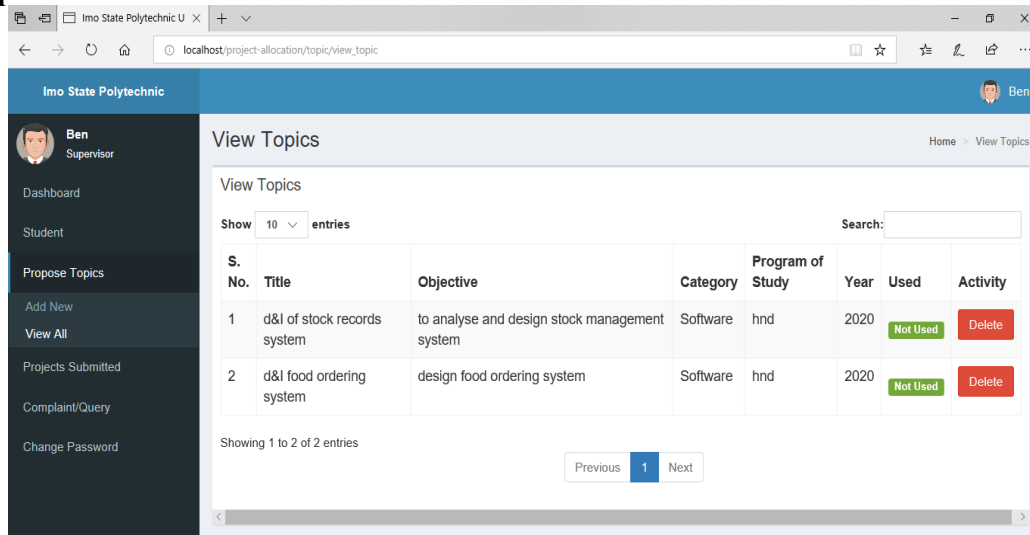 Imo State Polytechnic U
localhost/project-allocation/topic/view_topic
Imo State Polytechnic
Ben
Ben
Supervisor
Dashboard
Student
Propose Topics
Add New
View All
Projects Submitted
Complaint/Query
Change Password
View Topics
Home > View Topics
View Topics
Show 10 entries
Search:
S. No. Title Objective Category Program of Study Year Used Activity
1 d&I of stock records system to analyse and design stock management system Software hnd 2020 Not Used Delete
2 d&I food ordering system design food ordering system Software hnd 2020 Not Used Delete
Showing 1 to 2 of 2 entries
Previous 1 Next